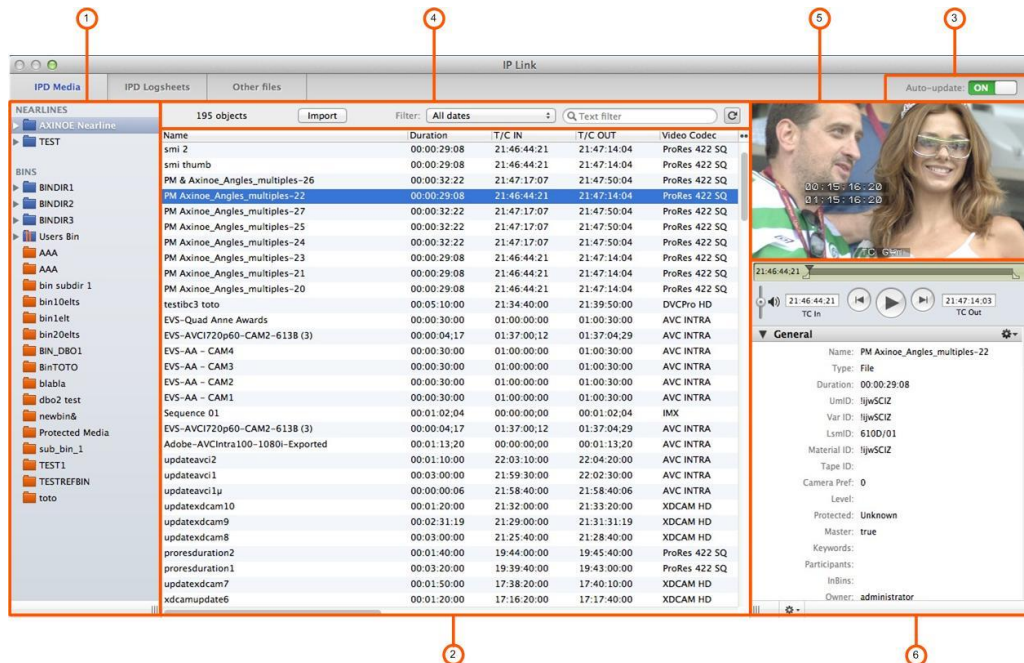 1
4
5
3
IP Link
IPD Media IPD Logsheets Other files Auto-update: ON
NEARLINES
AXINOE Nearline
TEST
BINS
BINDIR1
BINDIR2
BINDIR3
Users Bin
AAA
AAA
bin subdir 1
bin10elts
bin1elt
bin20elts
BIN_DBO1
BinTOTO
blabla
dbo2 test
newbin&
Protected Media
sub_bin_1
TEST1
TESTREFBIN
toto
195 objects Import Filter: All dates Text filter
Name Duration T/C IN T/C OUT Video Codec
smi 2 00:00:29:08 21:46:44:21 21:47:14:04 ProRes 422 SQ
smi thumb 00:00:29:08 21:46:44:21 21:47:14:04 ProRes 422 SQ
PM & Axinoe_Angles_multiples-26 00:00:32:22 21:47:17:07 21:47:50:04 ProRes 422 SQ
PM Axinoe_Angles_multiples-22 00:00:29:08 21:46:44:21 21:47:14:04 ProRes 422 SQ
PM Axinoe_Angles_multiples-27 00:00:32:22 21:47:17:07 21:47:50:04 ProRes 422 SQ
PM Axinoe_Angles_multiples-25 00:00:32:22 21:47:17:07 21:47:50:04 ProRes 422 SQ
PM Axinoe_Angles_multiples-24 00:00:32:22 21:47:17:07 21:47:50:04 ProRes 422 SQ
PM Axinoe_Angles_multiples-23 00:00:29:08 21:46:44:21 21:47:14:04 ProRes 422 SQ
PM Axinoe_Angles_multiples-21 00:00:29:08 21:46:44:21 21:47:14:04 ProRes 422 SQ
PM Axinoe_Angles_multiples-20 00:00:29:08 21:46:44:21 21:47:14:04 ProRes 422 SQ
testibc3 toto 00:05:10:00 21:34:40:00 21:39:50:00 DVCPro HD
EVS-Quad Anne Awards 00:00:30:00 01:00:00:00 01:00:30:00 AVC INTRA
EVS-AVCI720p60-CAM2-613B (3) 00:00:04;17 01:37:00;12 01:37:04;29 AVC INTRA
EVS-AA - CAM4 00:00:30:00 01:00:00:00 01:00:30:00 AVC INTRA
EVS-AA - CAM3 00:00:30:00 01:00:00:00 01:00:30:00 AVC INTRA
EVS-AA - CAM2 00:00:30:00 01:00:00:00 01:00:30:00 AVC INTRA
EVS-AA - CAM1 00:00:30:00 01:00:00:00 01:00:30:00 AVC INTRA
Sequence 01 00:01:02;04 00:00:00;00 00:01:02;04 IMX
EVS-AVCI720p60-CAM2-613B (3) 00:00:04;17 01:37:00;12 01:37:04;29 AVC INTRA
Adobe-AVCIntra100-1080i-Exported 00:01:13;20 00:00:00;00 00:01:13;20 AVC INTRA
updateavci2 00:01:10:00 22:03:10:00 22:04:20:00 AVC INTRA
updateavci1 00:03:00:00 21:59:30:00 22:02:30:00 AVC INTRA
updateavci1µ 00:00:00:06 21:58:40:00 21:58:40:06 AVC INTRA
updatexdcam10 00:01:20:00 21:32:00:00 21:33:20:00 XDCAM HD
updatexdcam9 00:02:31:19 21:29:00:00 21:31:31:19 XDCAM HD
updatexdcam8 00:03:00:00 21:25:40:00 21:28:40:00 XDCAM HD
proresduration2 00:01:40:00 19:44:00:00 19:45:40:00 ProRes 422 SQ
proresduration1 00:03:20:00 19:39:40:00 19:43:00:00 ProRes 422 SQ
updatexdcam7 00:01:50:00 17:38:20:00 17:40:10:00 XDCAM HD
xdcamupdate6 00:01:20:00 17:16:20:00 17:17:40:00 XDCAM HD
00:15:16:20
01:15:16:20
21:46:44;21
21:46:44:21 21:47:14;03
TC In TC Out
General
Name: PM Axinoe_Angles_multiples-22
Type: File
Duration: 00:00:29:08
UmID: !ijwSCIZ
Var ID: !ijwSCIZ
LsmID: 610D/01
Material ID: !ijwSCIZ
Tape ID:
Camera Pref: 0
Level:
Protected: Unknown
Master: true
Keywords:
Participants:
InBins:
Owner: administrator
2
6